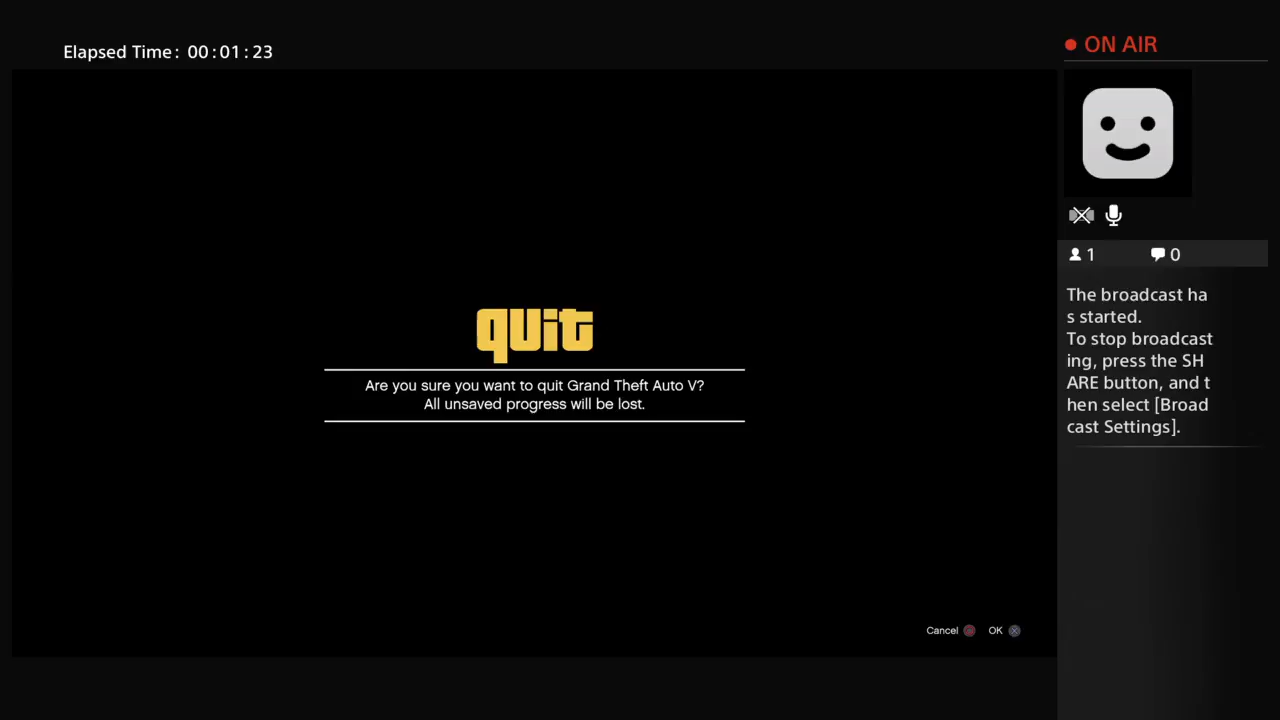 Elapsed Time: 00:01:23
ON AIR
1 0
The broadcast ha
s started.
To stop broadcast
ing, press the SH
ARE button, and t
hen select [Broad
cast Settings].
quit
Are you sure you want to quit Grand Theft Auto V?
All unsaved progress will be lost.
Cancel OK